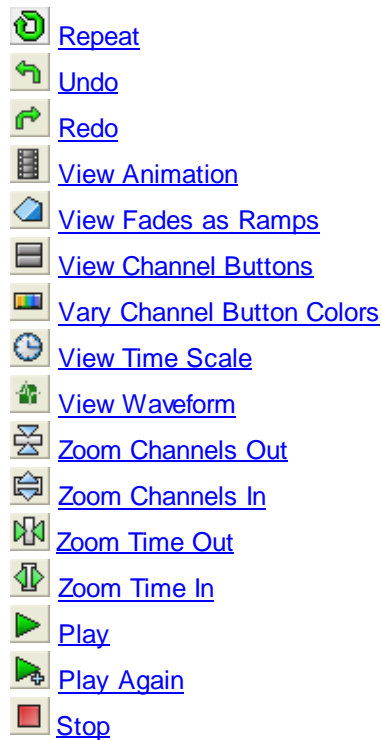 Repeat
Undo
Redo
View Animation
View Fades as Ramps
View Channel Buttons
Vary Channel Button Colors
View Time Scale
View Waveform
Zoom Channels Out
Zoom Channels In
Zoom Time Out
Zoom Time In
Play
Play Again
Stop